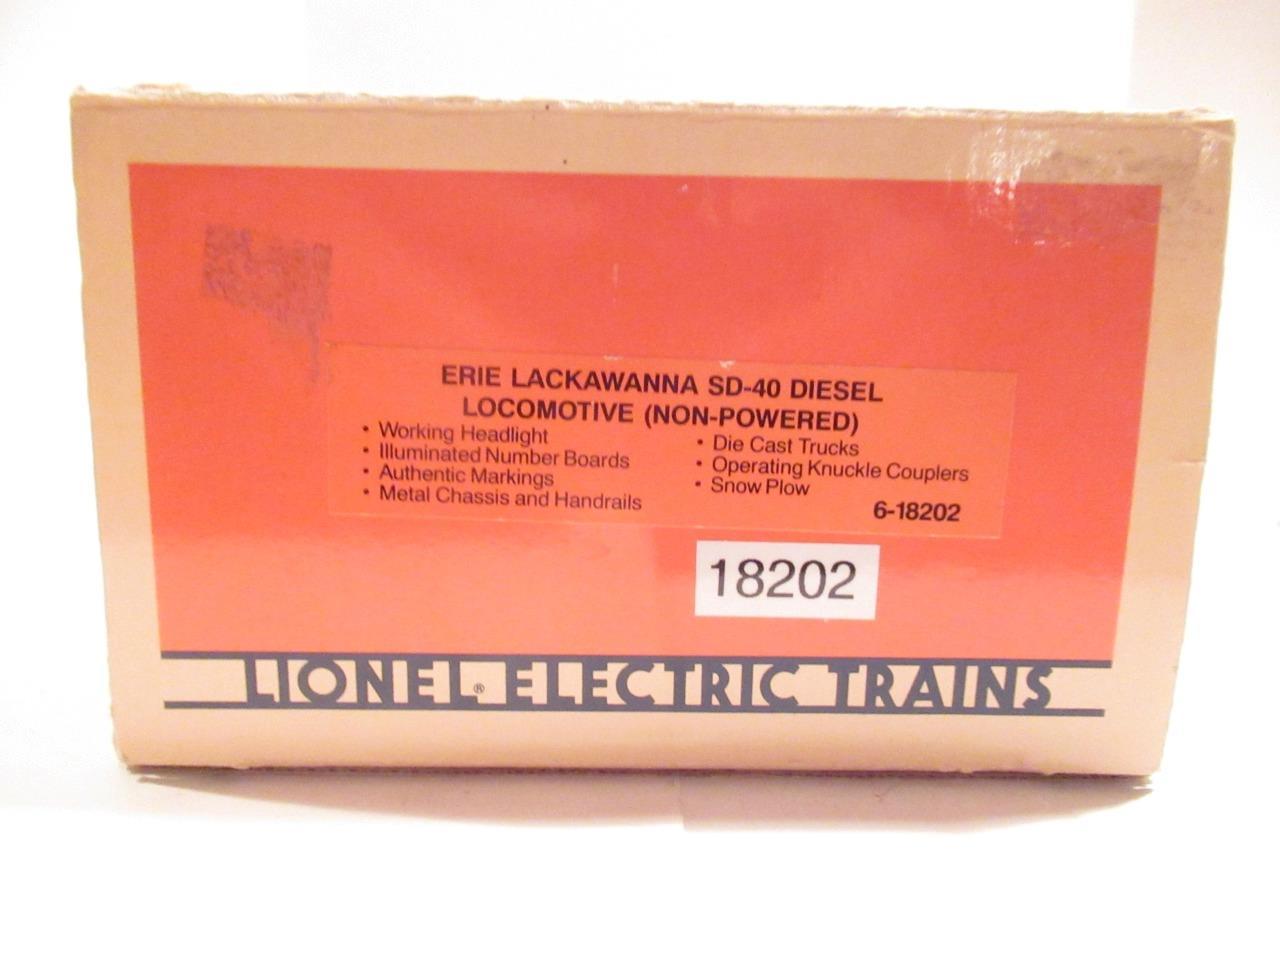 ERIE LACKAWANNA SD-40 DIESEL
LOCOMOTIVE (NON-POWERED)
• Working Headlight
• Illuminated Number Boards
• Authentic Markings
• Metal Chassis and Handrails
• Die Cast Trucks
• Operating Knuckle Couplers
• Snow Plow
6-18202
18202
LIONEL® ELECTRIC TRAINS